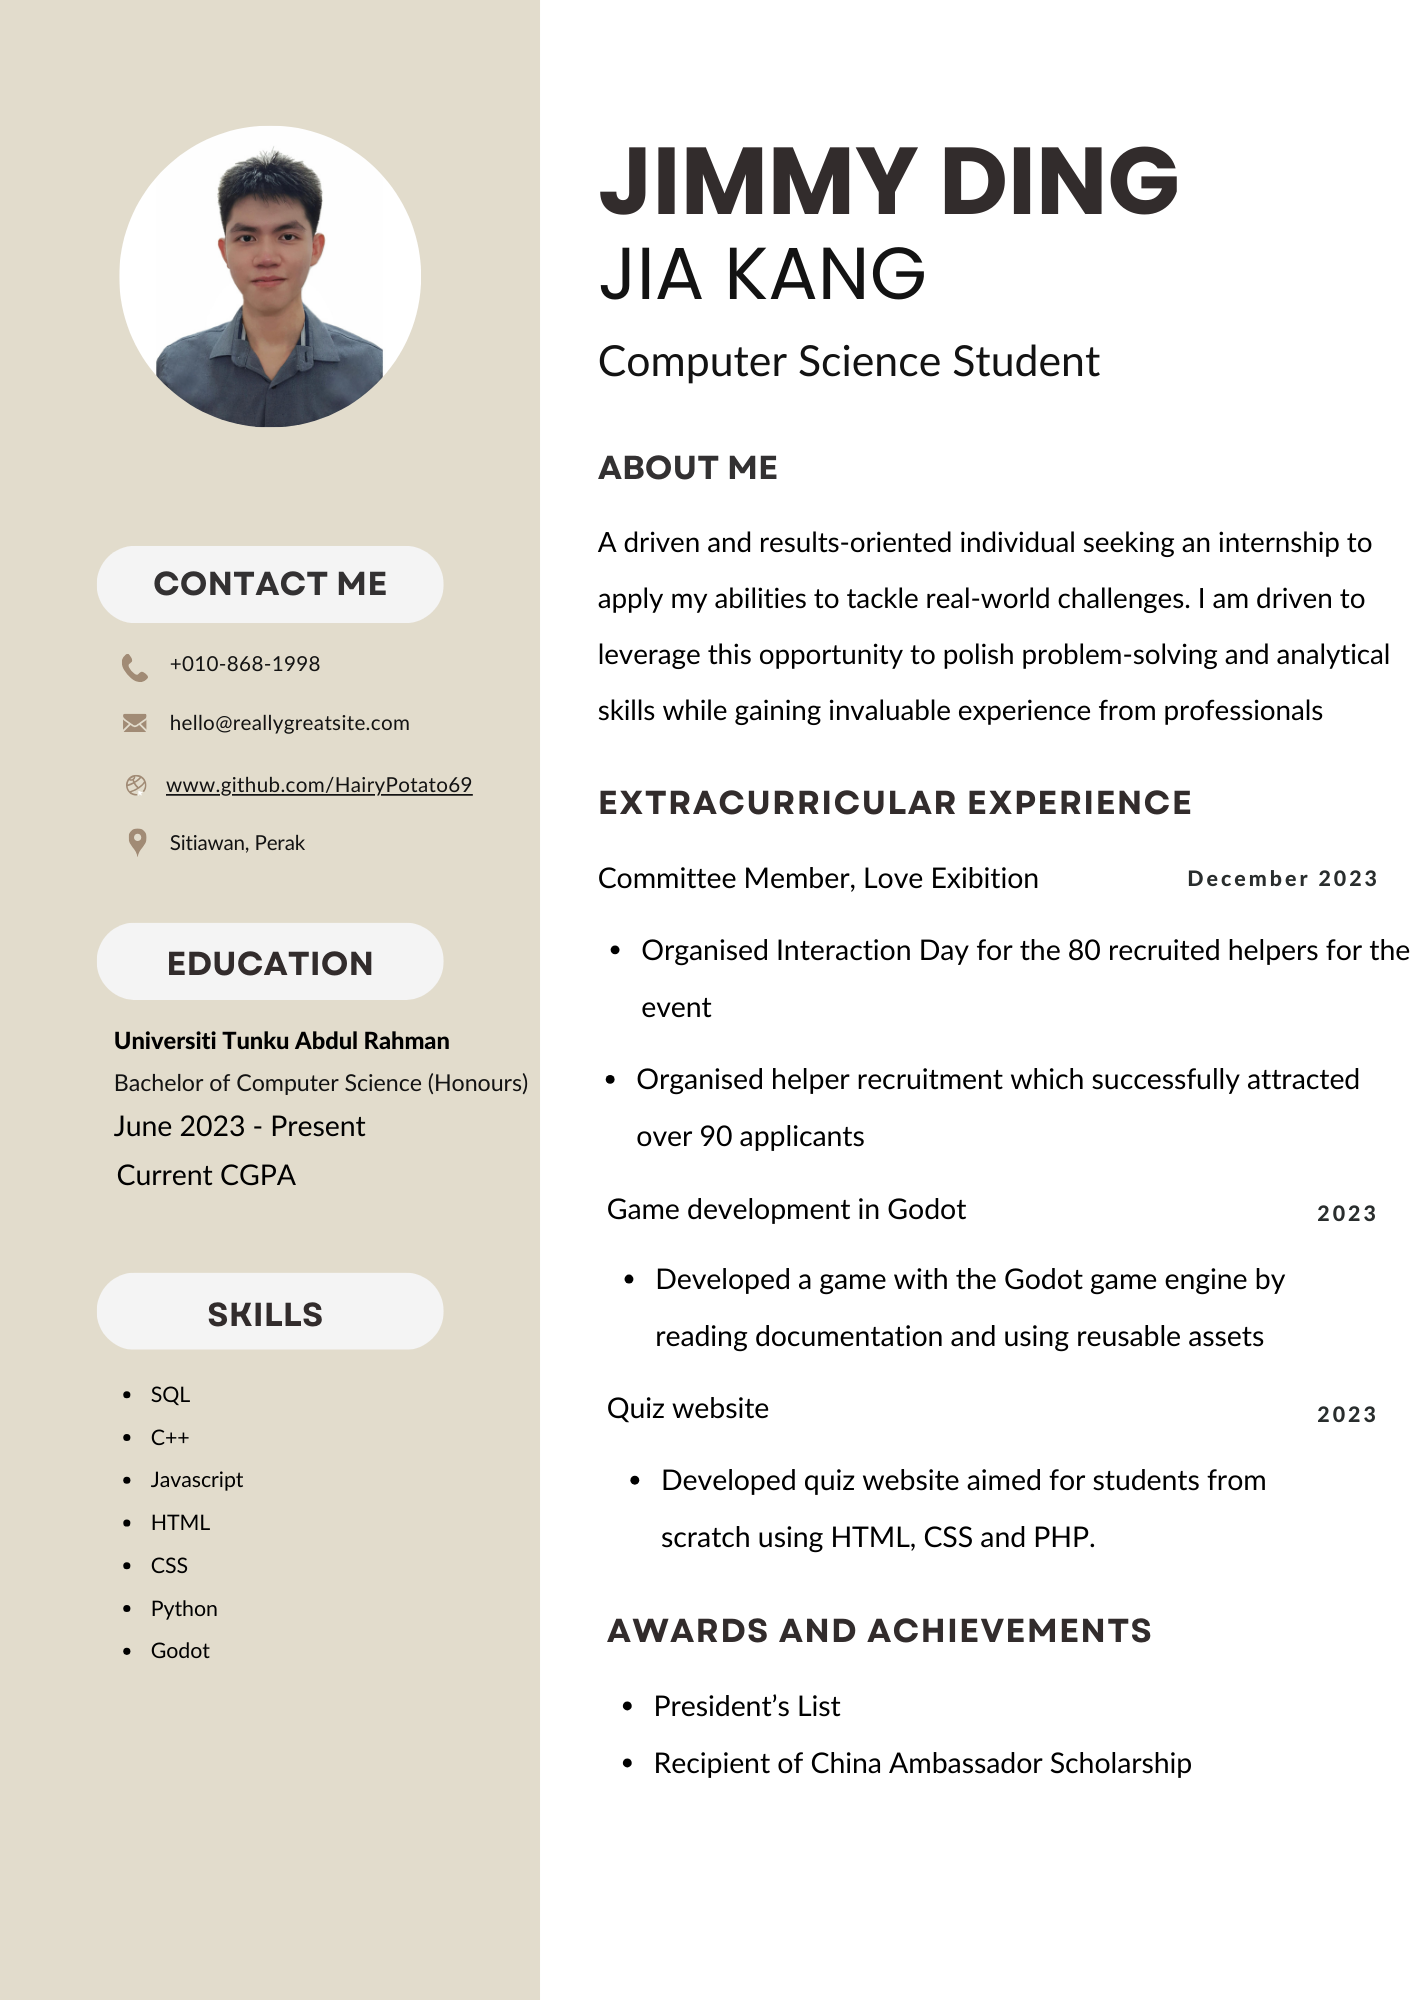 JIMMY DING
JIA KANG
Computer Science Student
CONTACT ME
+010-868-1998
hello@reallygreatsite.com
www.github.com/HairyPotato69
Sitiawan, Perak
EDUCATION
Universiti Tunku Abdul Rahman
Bachelor of Computer Science (Honours)
June 2023 - Present
Current CGPA
SKILLS
• SQL
• C++
• Javascript
• HTML
• CSS
• Python
• Godot
ABOUT ME
A driven and results-oriented individual seeking an internship to
apply my abilities to tackle real-world challenges. I am driven to
leverage this opportunity to polish problem-solving and analytical
skills while gaining invaluable experience from professionals
EXTRACURRICULAR EXPERIENCE
Committee Member, Love Exibition December 2023
• Organised Interaction Day for the 80 recruited helpers for the
event
• Organised helper recruitment which successfully attracted
over 90 applicants
Game development in Godot 2023
• Developed a game with the Godot game engine by
reading documentation and using reusable assets
Quiz website 2023
• Developed quiz website aimed for students from
scratch using HTML, CSS and PHP.
AWARDS AND ACHIEVEMENTS
• President’s List
• Recipient of China Ambassador Scholarship